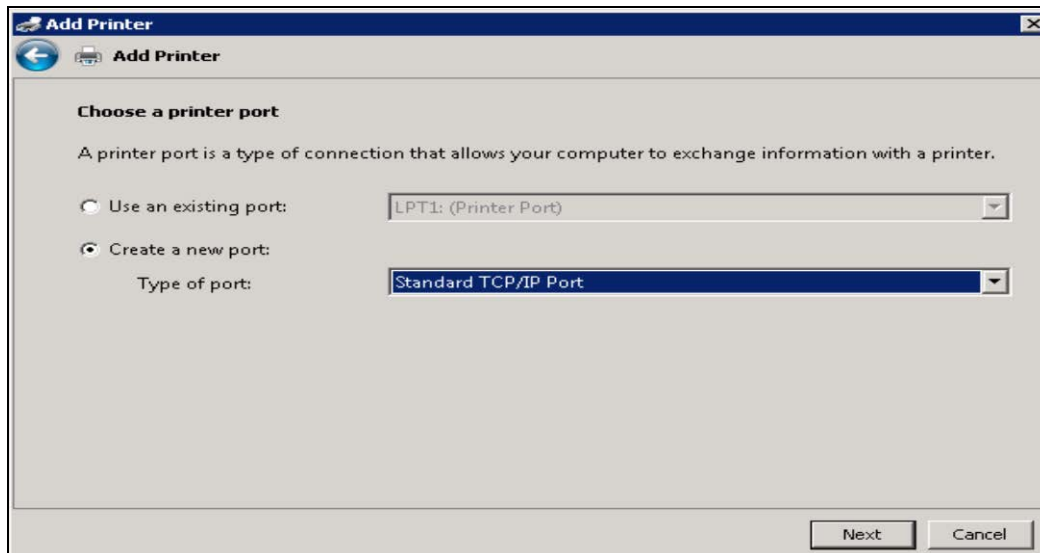 Add Printer
Add Printer
Choose a printer port
A printer port is a type of connection that allows your computer to exchange information with a printer.
Use an existing port: LPT1: (Printer Port)
Create a new port:
Type of port: Standard TCP/IP Port
Next Cancel